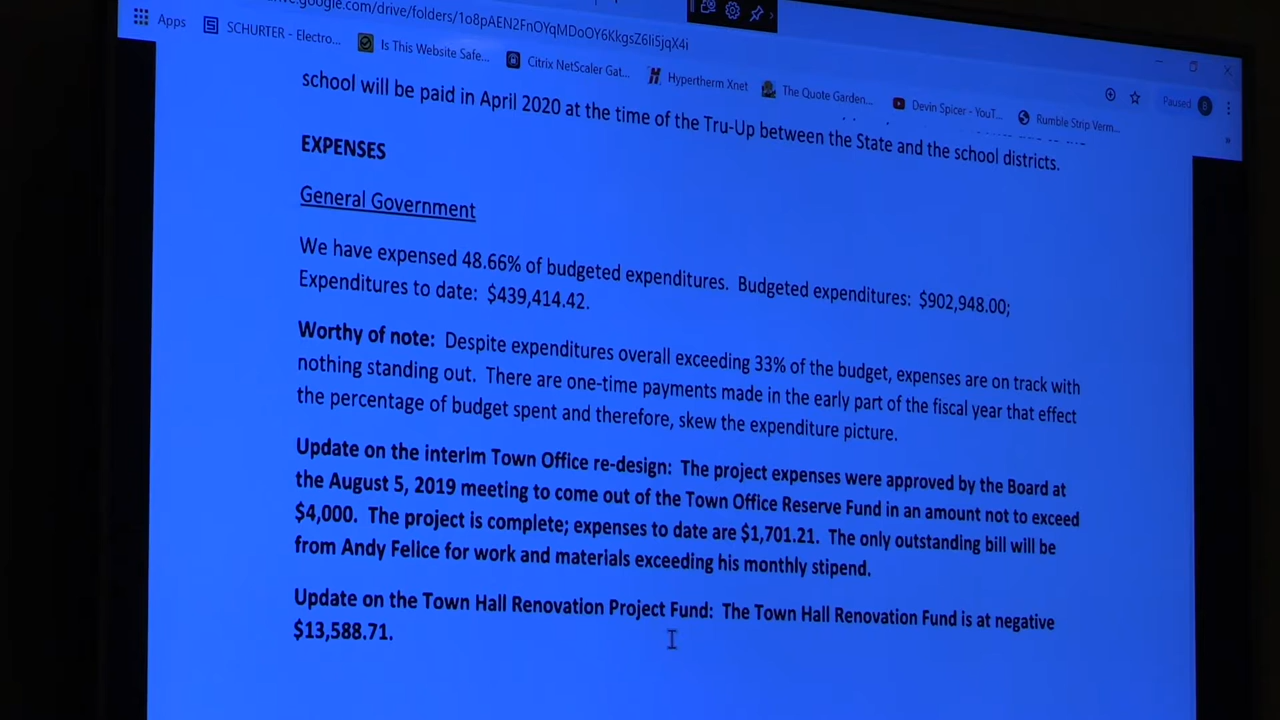 ve.google.com/drive/folders/1o8pAEN2FnOYqMDoOY6KkgsZ6Ii5jqX4i
Apps SCHURTER - Electro... Is This Website Safe... Citrix NetScaler Gat... Hypertherm Xnet The Quote Garden... Devin Spicer - YouT... Rumble Strip Verm... Paused B
»
school will be paid in April 2020 at the time of the Tru-Up between the State and the school districts.
EXPENSES
General Government
We have expensed 48.66% of budgeted expenditures. Budgeted expenditures: $902,948.00;
Expenditures to date: $439,414.42.
Worthy of note: Despite expenditures overall exceeding 33% of the budget, expenses are on track with
nothing standing out. There are one-time payments made in the early part of the fiscal year that effect
the percentage of budget spent and therefore, skew the expenditure picture.
Update on the interim Town Office re-design: The project expenses were approved by the Board at
the August 5, 2019 meeting to come out of the Town Office Reserve Fund in an amount not to exceed
$4,000. The project is complete; expenses to date are $1,701.21. The only outstanding bill will be
from Andy Felice for work and materials exceeding his monthly stipend.
Update on the Town Hall Renovation Project Fund: The Town Hall Renovation Fund is at negative
$13,588.71.